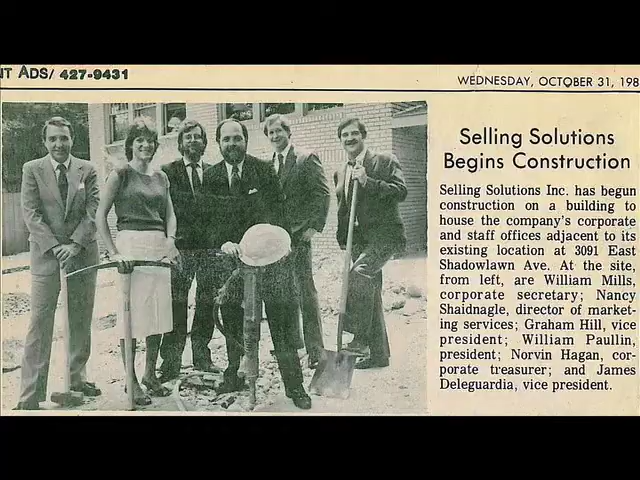 NT ADS/ 427-9431
WEDNESDAY, OCTOBER 31, 198
Selling Solutions
Begins Construction
Selling Solutions Inc. has begun
construction on a building to
house the company's corporate
and staff offices adjacent to its
existing location at 3091 East
Shadowlawn Ave. At the site,
from left, are William Mills,
corporate secretary; Nancy
Shaidnagle, director of market-
ing services; Graham Hill, vice
president; William Paullin,
president; Norvin Hagan, cor-
porate treasurer; and James
Deleguardia, vice president.